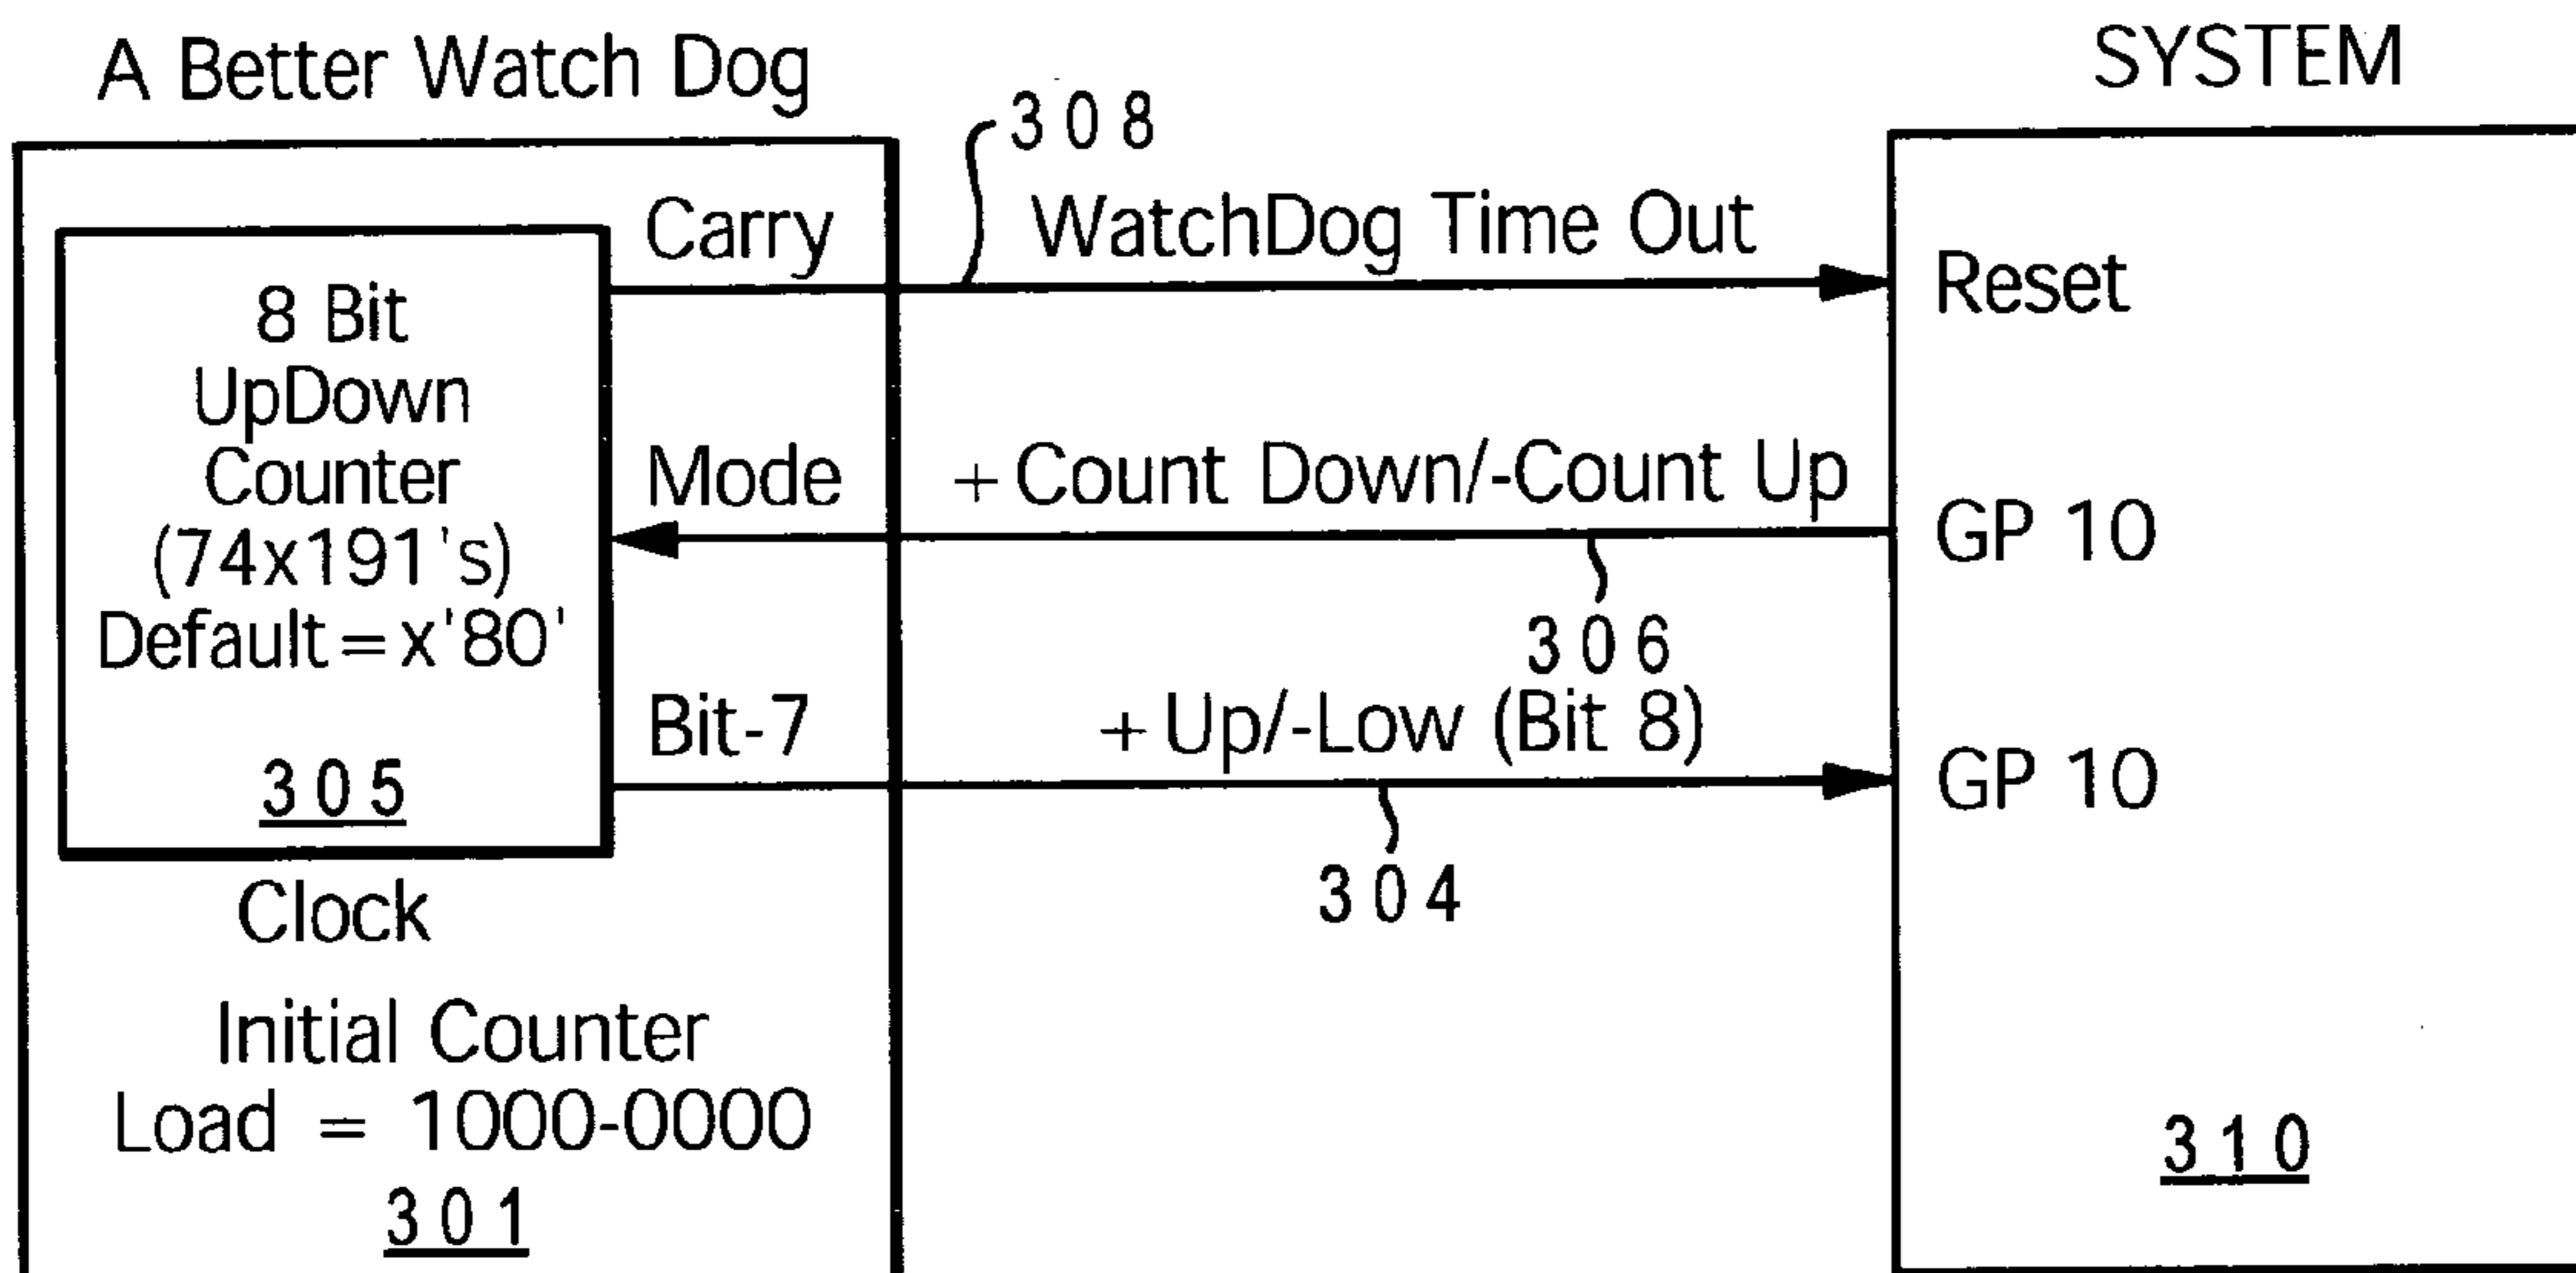 A Better Watch Dog
SYSTEM
308
Carry
WatchDog Time Out
Reset
8 Bit
UpDown
Counter
(74x191's)
Default = x'80'
305
Mode
+ Count Down/-Count Up
GP 10
306
Bit-7
+ Up/-Low (Bit 8)
GP 10
304
Clock
Initial Counter
Load = 1000-0000
301
310